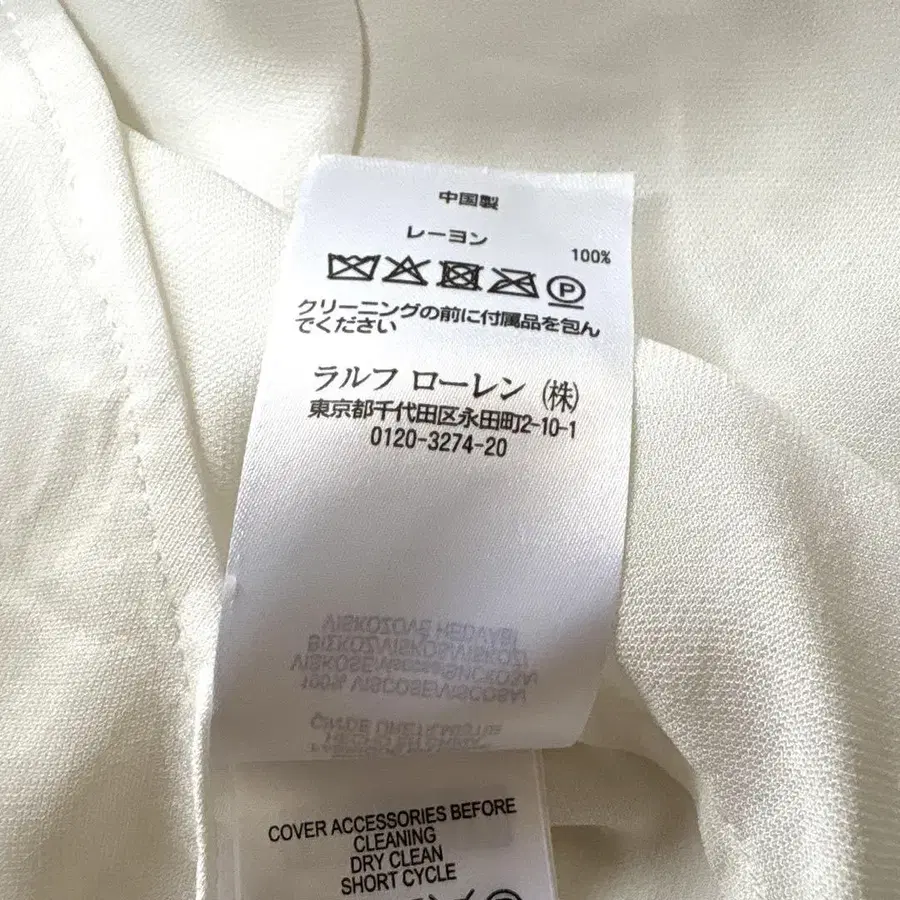 中国製
レーヨン
100%
P
クリーニングの前に付属品を包ん
でください
ラルフ ローレン (株)
東京都千代田区永田町2-10-1
0120-3274-20
100% VISCOSE/VISCOSA/
COVER ACCESSORIES BEFORE
CLEANING
DRY CLEAN
SHORT CYCLE